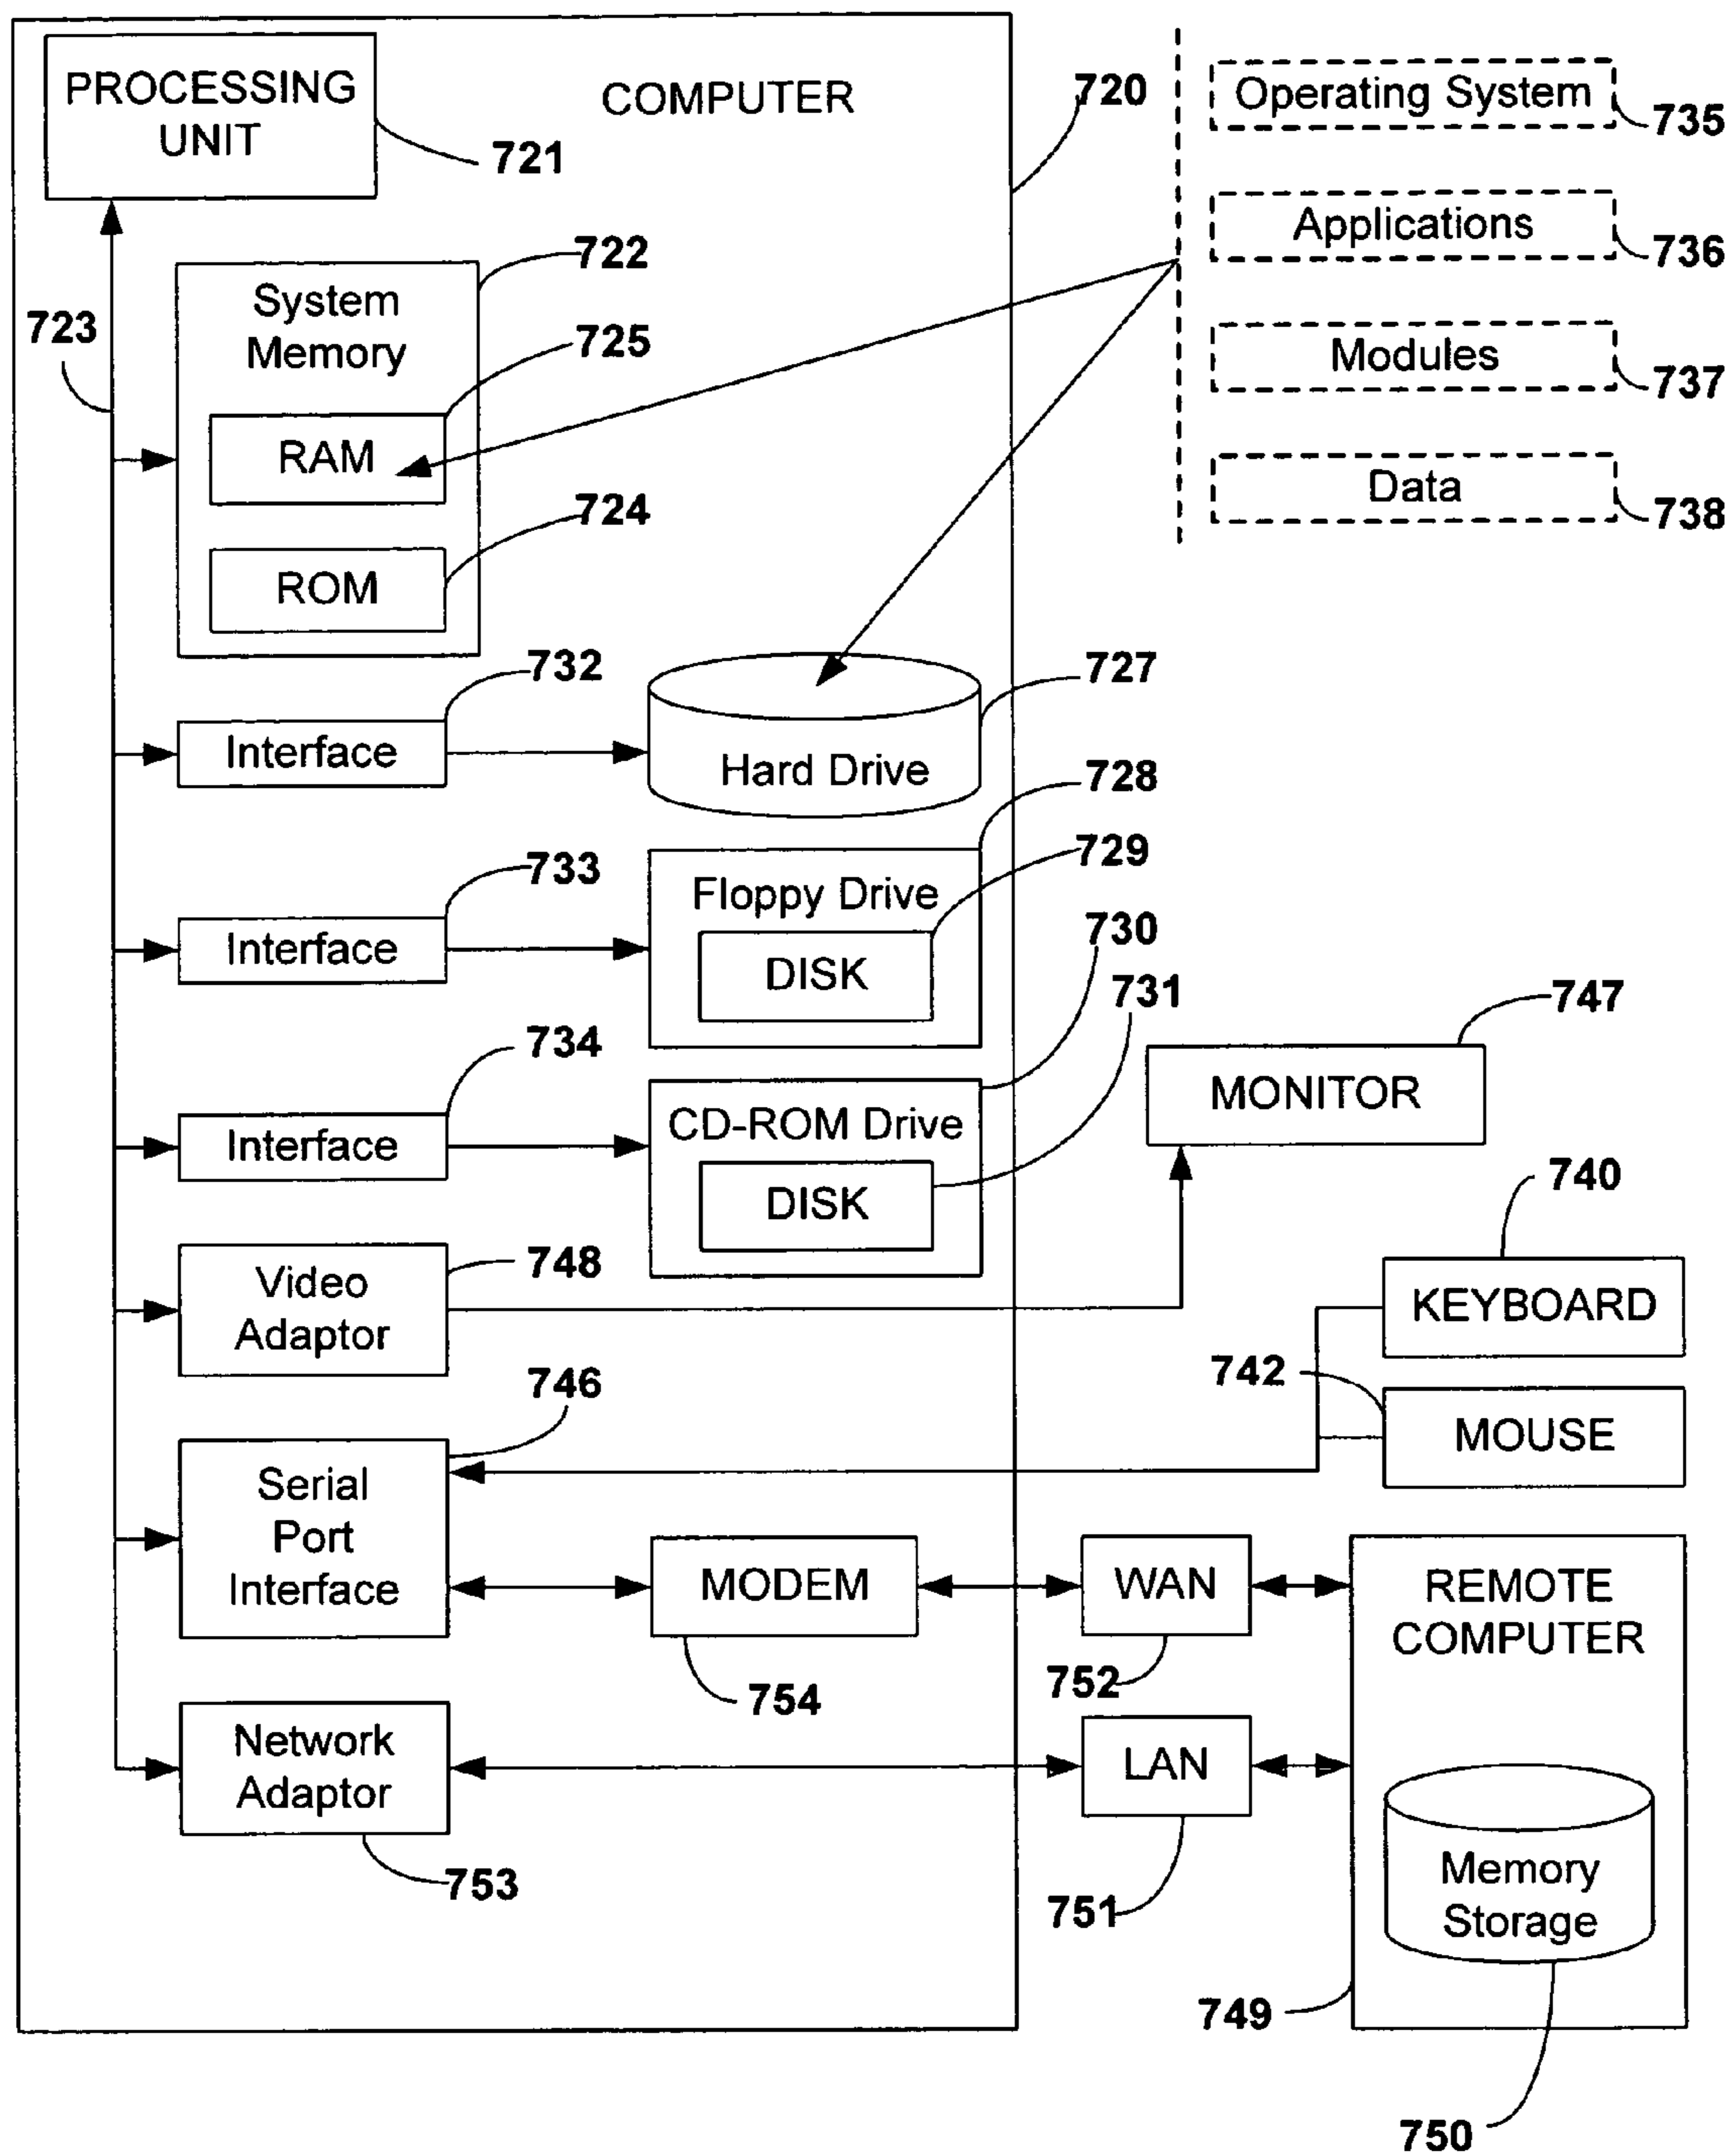 PROCESSING
UNIT
721
COMPUTER
720
Operating System
735
Applications
736
Modules
737
Data
738
722
System
Memory
723
725
RAM
724
ROM
732
Interface
727
Hard Drive
728
733
Interface
729
Floppy Drive
DISK
730
731
734
Interface
CD-ROM Drive
DISK
747
MONITOR
740
KEYBOARD
748
Video
Adaptor
742
MOUSE
746
Serial
Port
Interface
MODEM
754
WAN
752
REMOTE
COMPUTER
Network
Adaptor
753
LAN
751
Memory
Storage
749
750